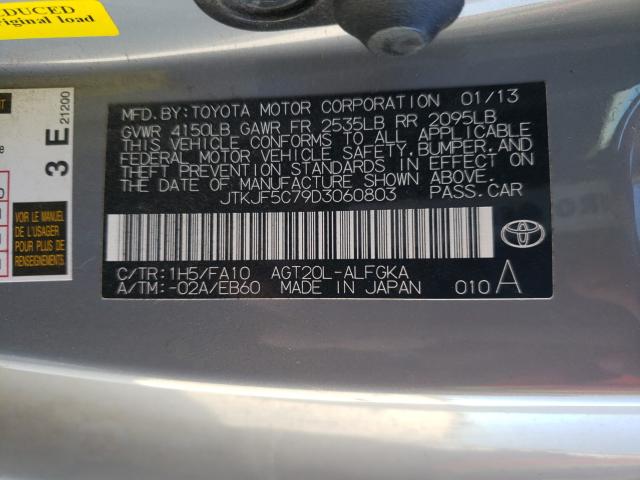 REDUCED
original load
3 E
21200
VOIR LE MANUEL
DE L'USAGER
POUR PLUS DE
RENSEIGNEMENTS
MFD. BY: TOYOTA MOTOR CORPORATION 01/13
GVWR 4150LB GAWR FR 2535LB RR 2095LB
THIS VEHICLE CONFORMS TO ALL APPLICABLE
FEDERAL MOTOR VEHICLE SAFETY, BUMPER, AND
THEFT PREVENTION STANDARDS IN EFFECT ON
THE DATE OF MANUFACTURE SHOWN ABOVE.
JTKJF5C79D3060803 PASS. CAR
C/TR: 1H5/FA10 AGT20L-ALFGKA
A/TM: -02A/EB60 MADE IN JAPAN 010 A